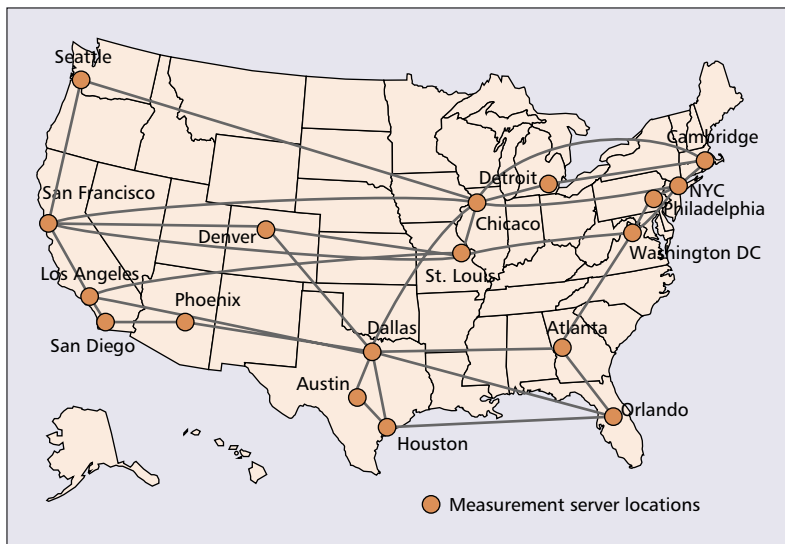 Seattle
Cambridge
Detroit
San Francisco
NYC
Philadelphia
Chicaco
Denver
Washington DC
St. Louis
Los Angeles
Phoenix
Dallas
Atlanta
San Diego
Austin
Orlando
Houston
Measurement server locations